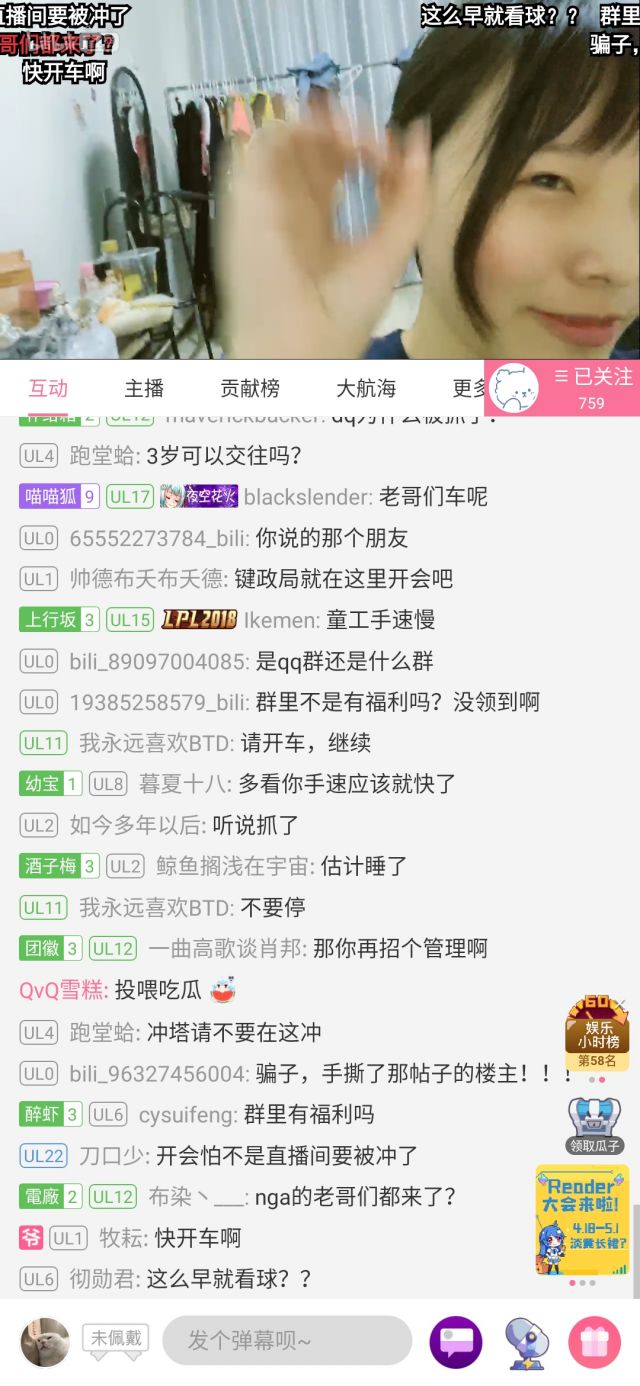 直播间要被冲了
这么早就看球？？ 群里
哥们都来了？
骗子，
快开车啊
互动 主播 贡献榜 大航海 更多
已关注
759
2 UL12 maverickbacker:
UL4 跑堂蛤: 3岁可以交往吗？
喵喵狐 9 UL17 夜空花火 blackslender: 老哥们车呢
UL0 65552273784_bili: 你说的那个朋友
UL1 帅德布夭布夭德: 键政局就在这里开会吧
上行坂 3 UL15 LPL2018 lkemen: 童工手速慢
UL0 bili_89097004085: 是qq群还是什么群
UL0 19385258579_bili: 群里不是有福利吗？没领到啊
UL11 我永远喜欢BTD: 请开车，继续
幼宝 1 UL8 暮夏十八: 多看你手速应该就快了
UL2 如今多年以后: 听说抓了
酒子梅 3 UL2 鲸鱼搁浅在宇宙: 估计睡了
UL11 我永远喜欢BTD: 不要停
团徽 3 UL12 一曲高歌谈肖邦: 那你再招个管理啊
QvQ雪糕: 投喂吃瓜
UL4 跑堂蛤: 冲塔请不要在这冲
UL0 bili_96327456004: 骗子，手撕了那帖子的楼主！！！
醉虾 3 UL6 cysuifeng: 群里有福利吗
UL22 刀口少: 开会怕不是直播间要被冲了
電廠 2 UL12 布染丶___: nga的老哥们都来了？
爷 UL1 牧耘: 快开车啊
UL6 彻勋君: 这么早就看球？？
60
娱乐
小时榜
第58名
领取瓜子
Reader
大会来啦!
4.18—5.1
淡黄长裙?
未佩戴 发个弹幕呗~